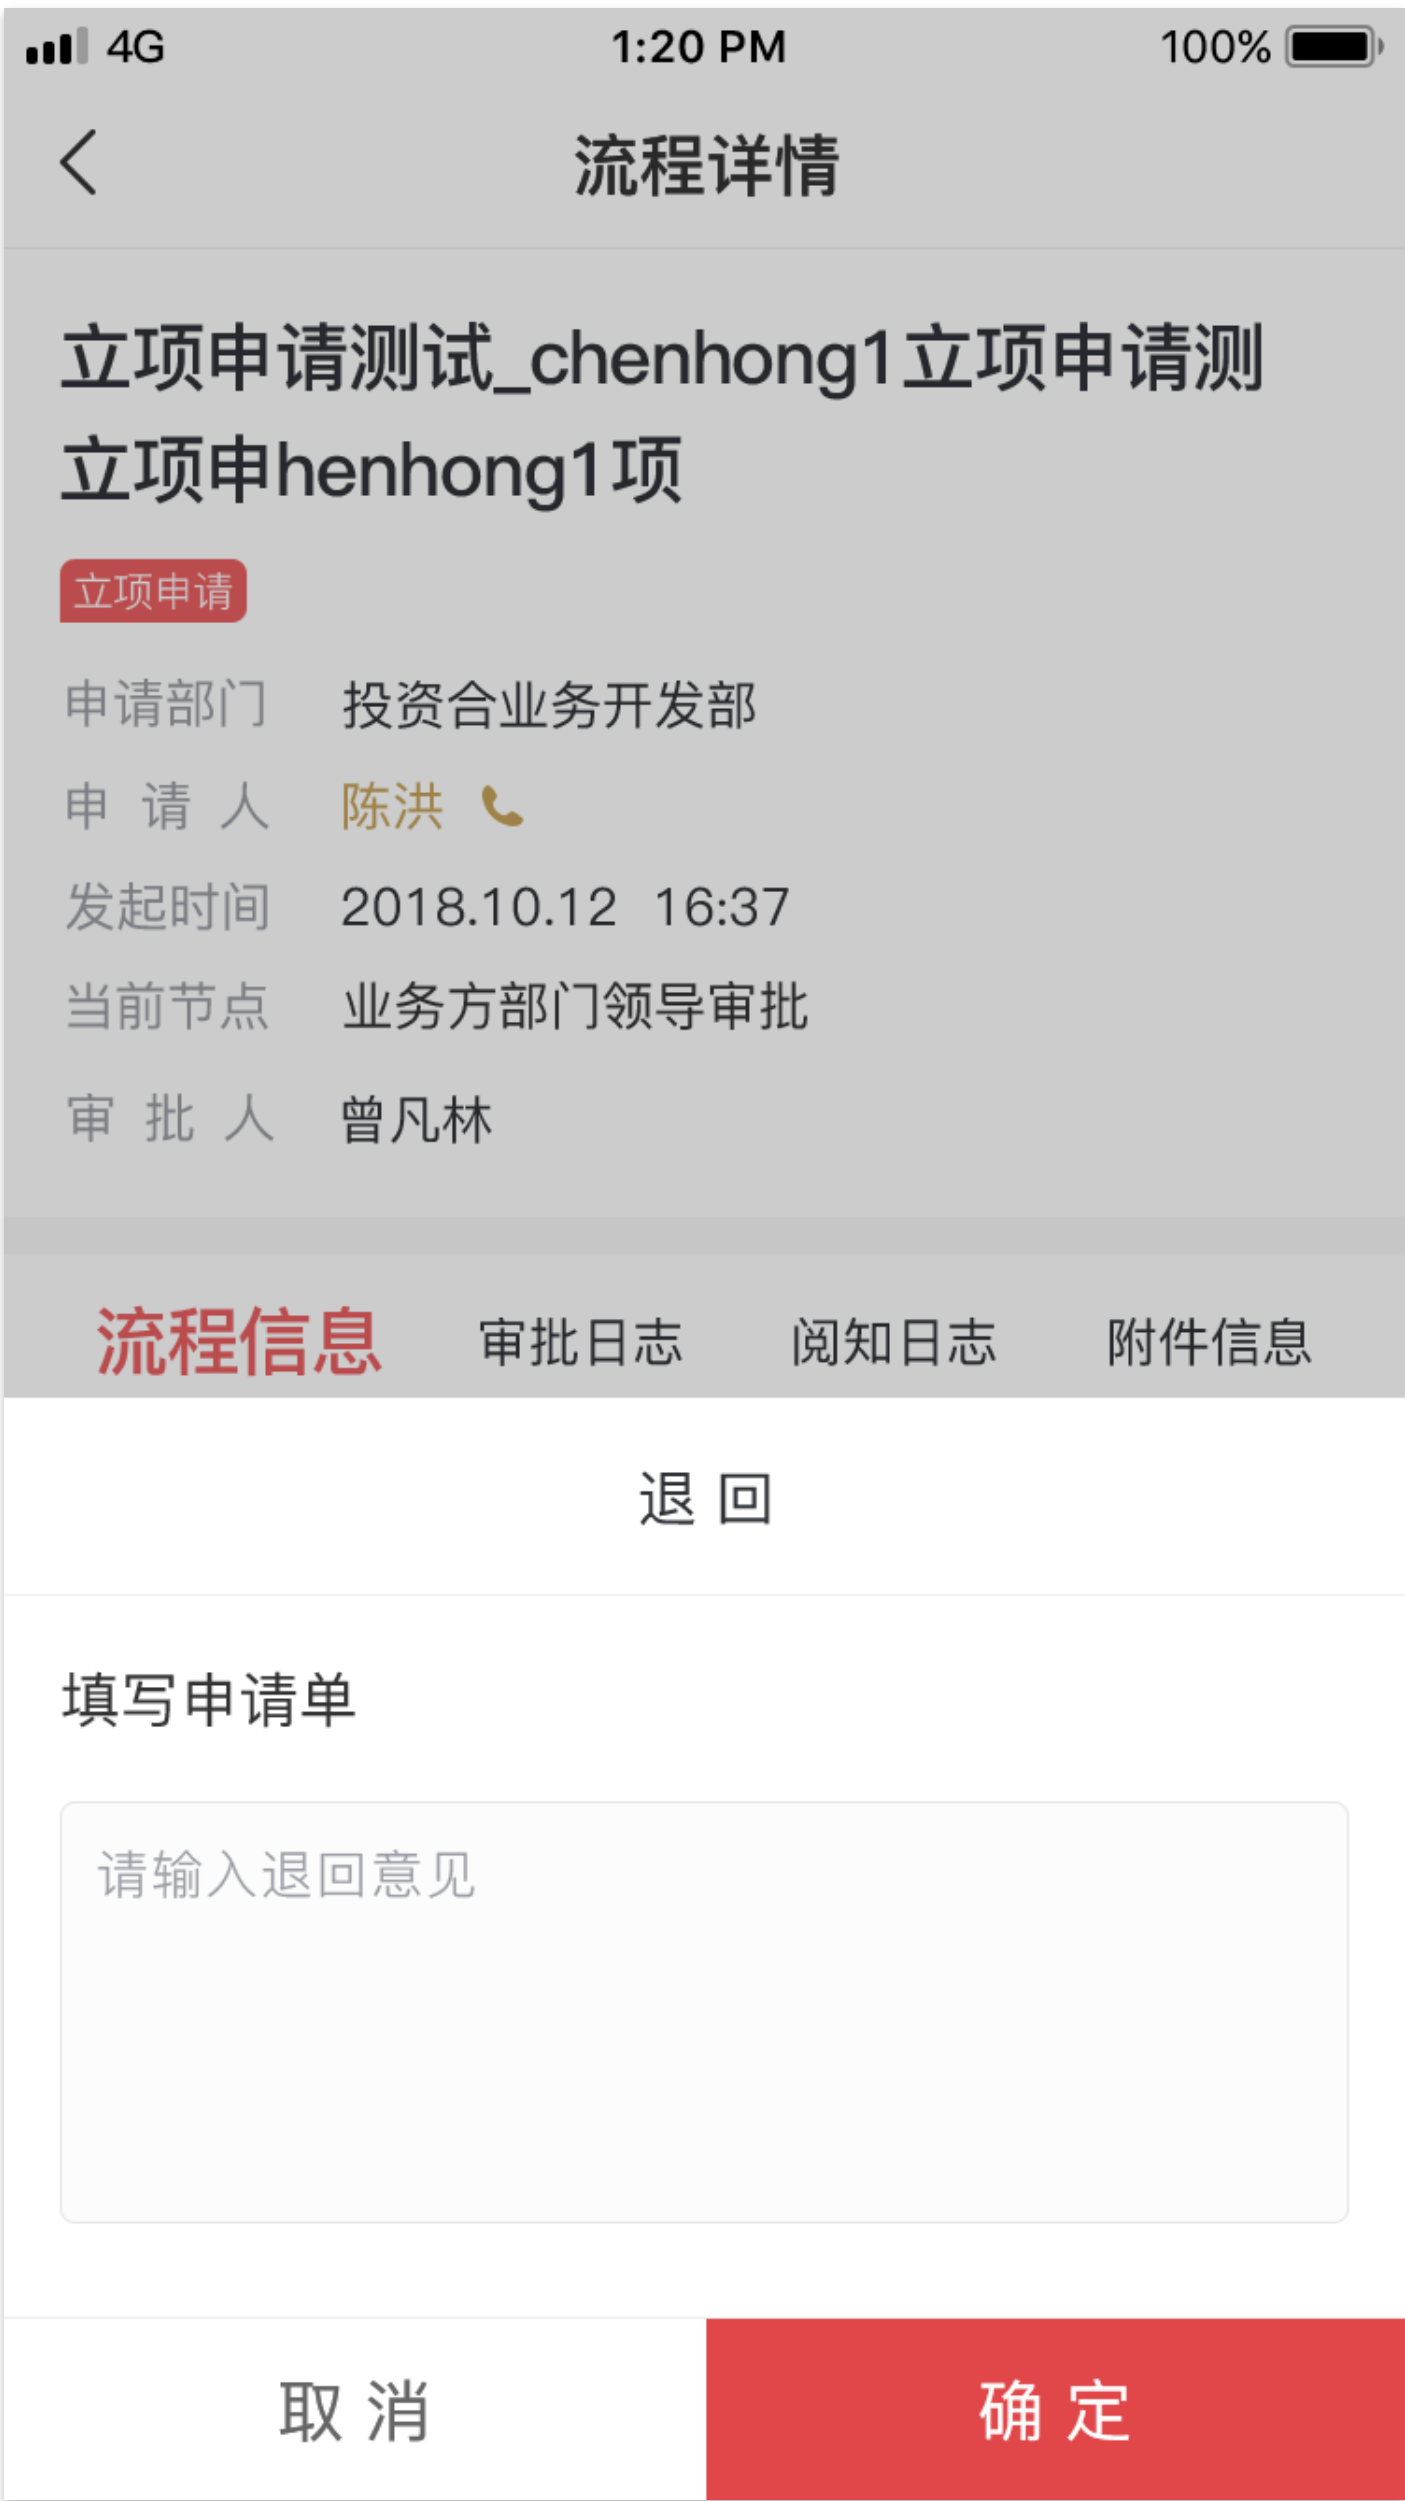 4G 1:20 PM 100%
流程详情
立项申请测试_chenhong1立项申请测
立项申henhong1项
立项申请
申请部门 投资合业务开发部
申请人 陈洪
发起时间 2018.10.12 16:37
当前节点 业务方部门领导审批
审批人 曾凡林
流程信息 审批日志 阅知日志 附件信息
退回
填写申请单
请输入退回意见
取消 确定